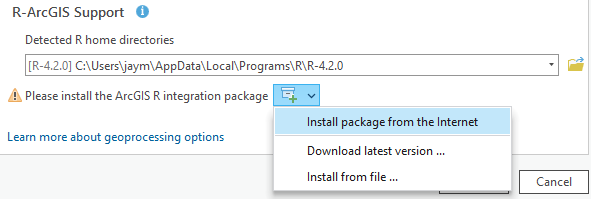 R-ArcGIS Support
Detected R home directories
[R-4.2.0] C:\Users\jaym\AppData\Local\Programs\R\R-4.2.0
Please install the ArcGIS R integration package
Install package from the Internet
Download latest version ...
Install from file ...
Learn more about geoprocessing options
Cancel